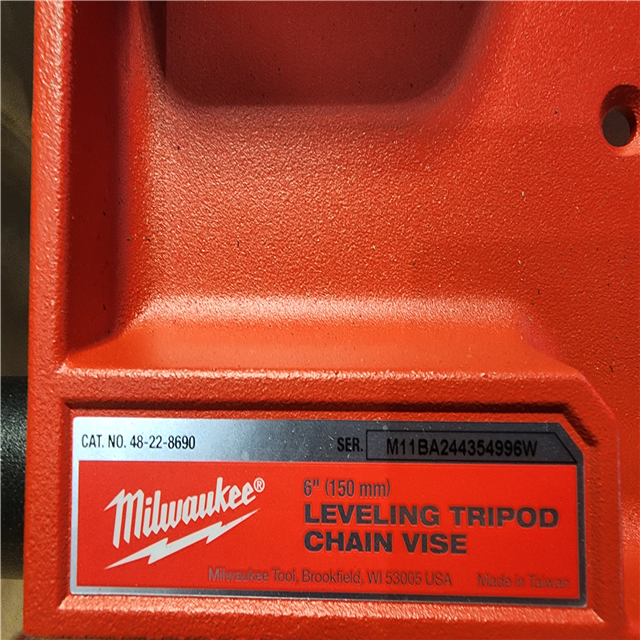 CAT. NO. 48-22-8690 SER. M11BA244354996W
Milwaukee®
6" (150 mm)
LEVELING TRIPOD
CHAIN VISE
Milwaukee Tool, Brookfield, WI 53005 USA Made in Taiwan